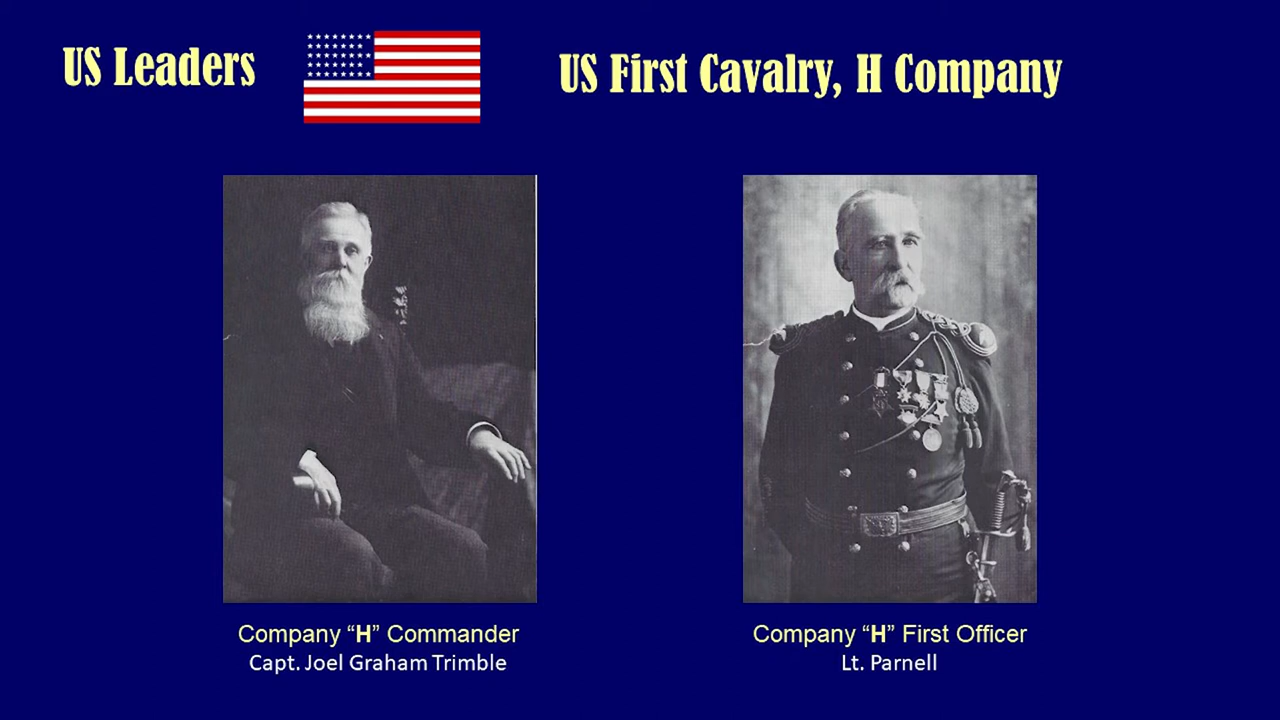 US Leaders
US First Cavalry, H Company
Company “H” Commander
Capt. Joel Graham Trimble
Company “H” First Officer
Lt. Parnell